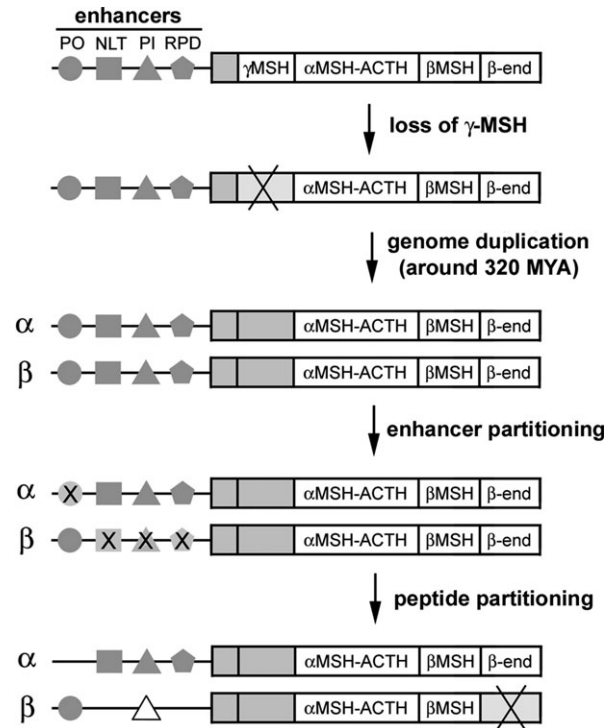 enhancers
PO NLT PI RPD
γMSH αMSH-ACTH βMSH β-end
loss of γ-MSH
αMSH-ACTH βMSH β-end
genome duplication
(around 320 MYA)
α αMSH-ACTH βMSH β-end
β αMSH-ACTH βMSH β-end
enhancer partitioning
α X αMSH-ACTH βMSH β-end
β X X X αMSH-ACTH βMSH β-end
peptide partitioning
α αMSH-ACTH βMSH β-end
β αMSH-ACTH βMSH